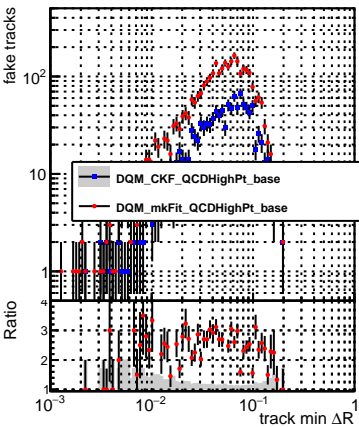 fake tracks
10²
10
1
DQM_CKF_QCDHighPt_base
DQM_mkFit_QCDHighPt_base
Ratio
4
3
2
1
10⁻³ 10⁻² 10⁻¹ 1
track min ΔR